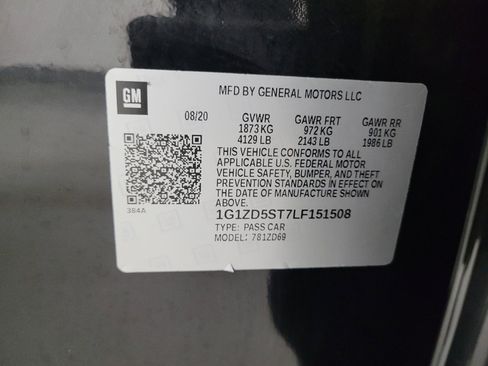 GM
MFD BY GENERAL MOTORS LLC
08/20 GVWR GAWR FRT GAWR RR
1873 KG 972 KG 901 KG
4129 LB 2143 LB 1986 LB
THIS VEHICLE CONFORMS TO ALL
APPLICABLE U.S. FEDERAL MOTOR
VEHICLE SAFETY, BUMPER, AND THEFT
PREVENTION STANDARDS IN EFFECT ON
THE DATE OF MANUFACTURE SHOWN
ABOVE.
384A
1G1ZD5ST7LF151508
TYPE: PASS CAR
MODEL: 781ZD69